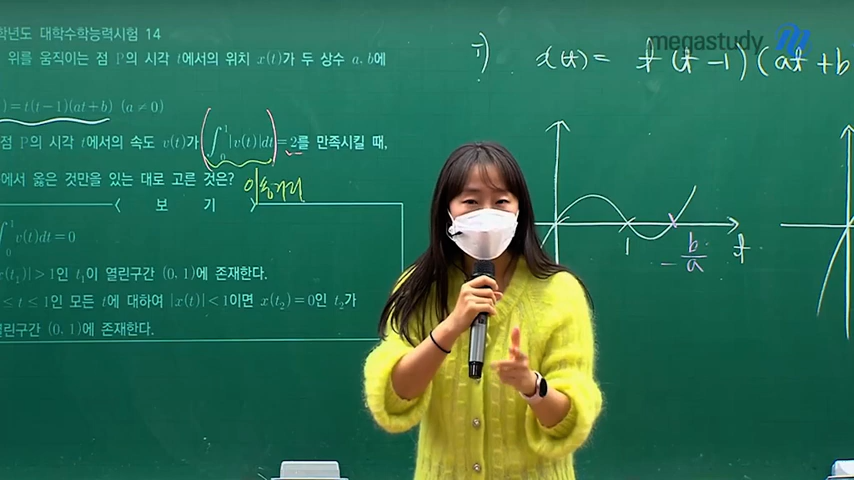 학년도 대학수학능력시험 14
위를 움직이는 점 P의 시각 t에서의 위치 x(t)가 두 상수 a, b에
) = t(t-1)(at+b) (a≠0)
점 P의 시각 t에서의 속도 v(t)가 ∫₀¹|v(t)|dt=2를 만족시킬 때,
에서 옳은 것만을 있는 대로 고른 것은?
이동거리
< 보 기 >
∫₀¹v(t)dt=0
x(t₁)|>1인 t₁이 열린구간 (0, 1)에 존재한다.
≤ t ≤ 1인 모든 t에 대하여 |x(t)|<1이면 x(t₂)=0인 t₂가
열린구간 (0, 1)에 존재한다.
megastudy
i) x(t) = t(t-1)(at+b
1
-b/a
t